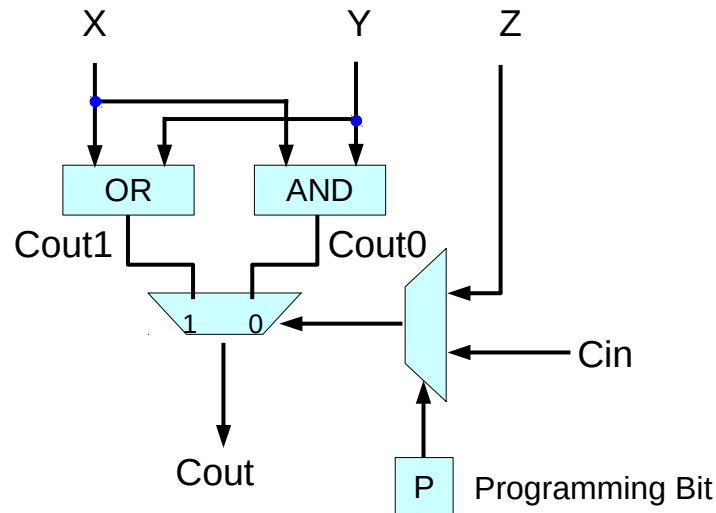 X Y Z
OR AND
Cout1 Cout0
1 0
Cin
Cout
P Programming Bit